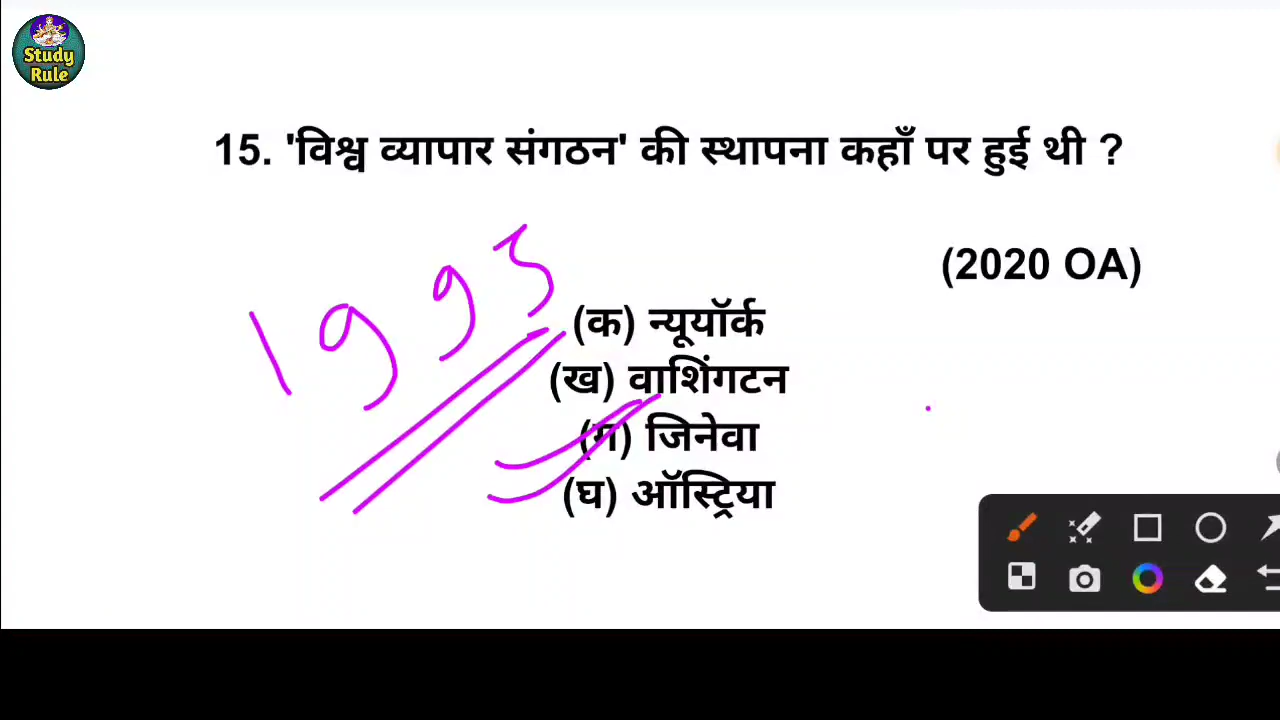 Study
Rule
15. 'विश्व व्यापार संगठन' की स्थापना कहाँ पर हुई थी ?
(2020 OA)
1995
(क) न्यूयॉर्क
(ख) वाशिंगटन
(ग) जिनेवा
(घ) ऑस्ट्रिया